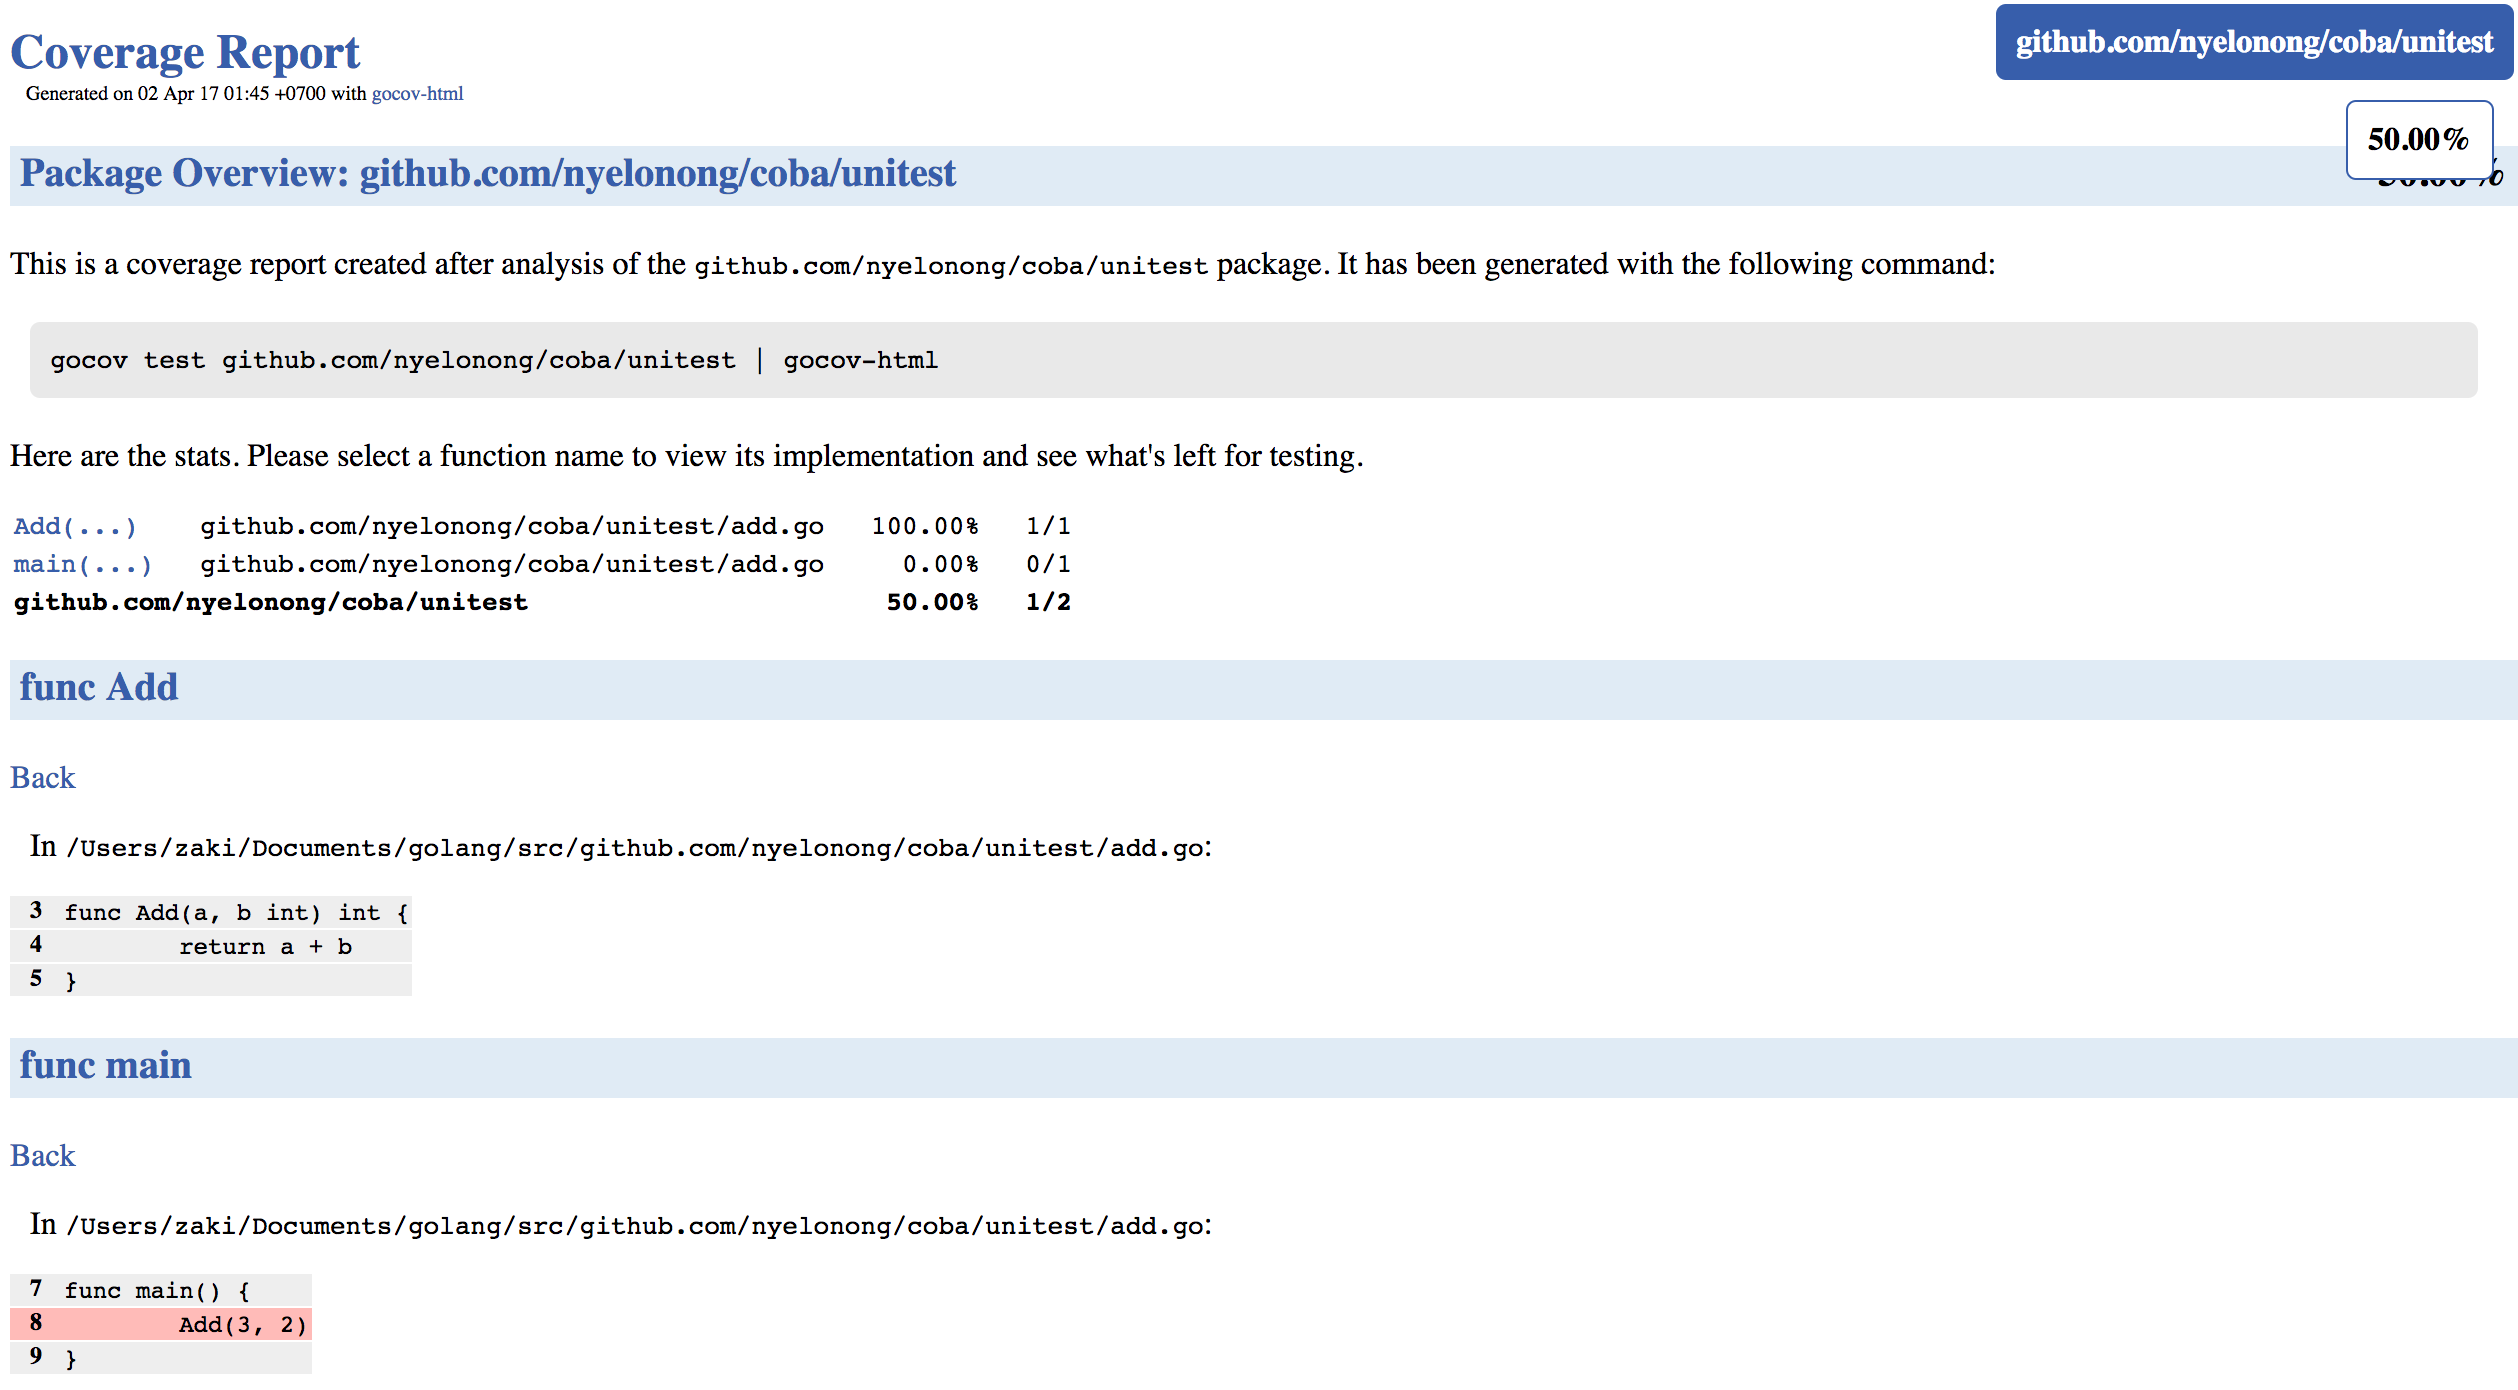 Coverage Report
github.com/nyelonong/coba/unitest
Generated on 02 Apr 17 01:45 +0700 with gocov-html
50.00%
Package Overview: github.com/nyelonong/coba/unitest
This is a coverage report created after analysis of the github.com/nyelonong/coba/unitest package. It has been generated with the following command:
gocov test github.com/nyelonong/coba/unitest | gocov-html
Here are the stats. Please select a function name to view its implementation and see what's left for testing.
Add(...) github.com/nyelonong/coba/unitest/add.go 100.00% 1/1
main(...) github.com/nyelonong/coba/unitest/add.go 0.00% 0/1
github.com/nyelonong/coba/unitest 50.00% 1/2
func Add
Back
In /Users/zaki/Documents/golang/src/github.com/nyelonong/coba/unitest/add.go:
3 func Add(a, b int) int {
4 return a + b
5 }
func main
Back
In /Users/zaki/Documents/golang/src/github.com/nyelonong/coba/unitest/add.go:
7 func main() {
8 Add(3, 2)
9 }